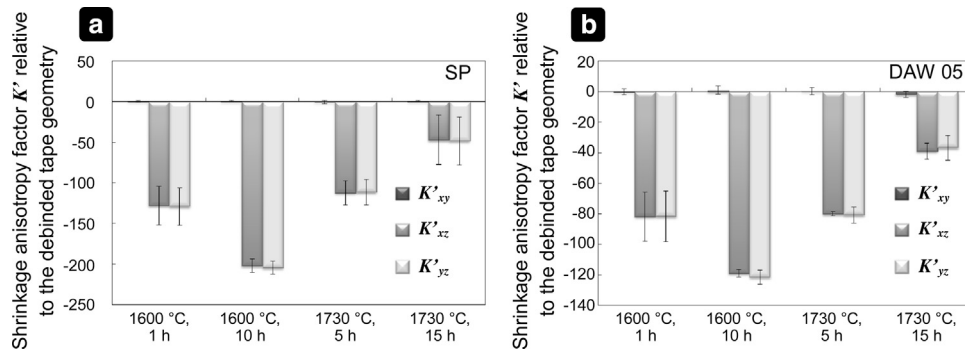 a
Shrinkage anisotropy factor K' relative
to the debinded tape geometry
50
0
-50
-100
-150
-200
-250
SP
K'xy
K'xz
K'yz
1600 °C, 1600 °C, 1730 °C, 1730 °C,
1 h 10 h 5 h 15 h
b
Shrinkage anisotropy factor K' relative
to the debinded tape geometry
20
0
-20
-40
-60
-80
-100
-120
-140
DAW 05
K'xy
K'xz
K'yz
1600 °C, 1600 °C, 1730 °C, 1730 °C,
1 h 10 h 5 h 15 h